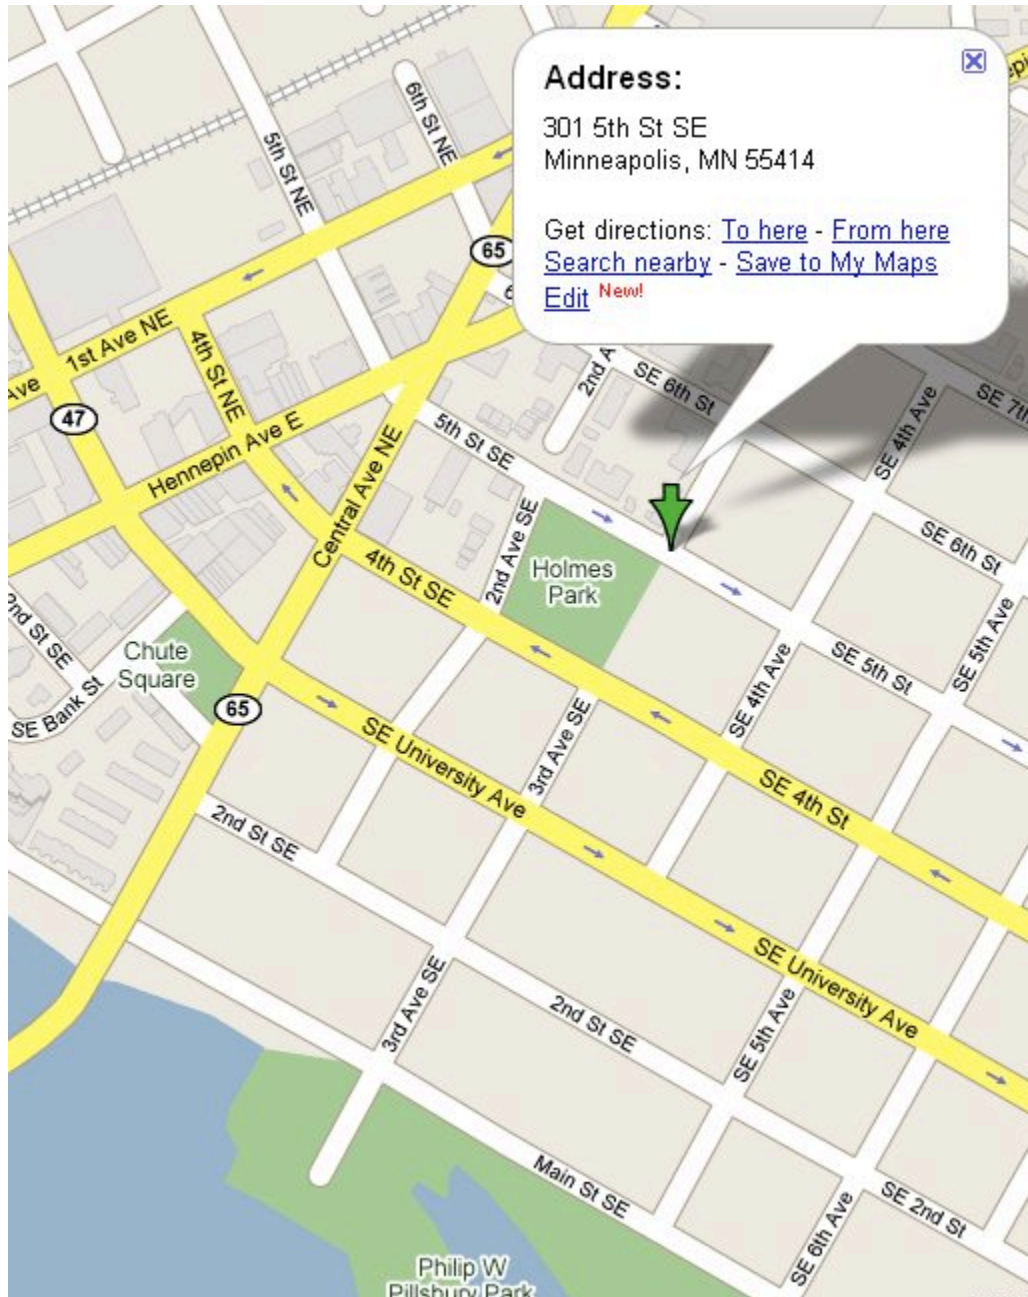 Address:
301 5th St SE
Minneapolis, MN 55414
Get directions: To here - From here
Search nearby - Save to My Maps
Edit New!
6th St NE
5th St NE
65
1st Ave NE
4th St NE
Ave
47
Hennepin Ave E
Central Ave NE
5th St SE
SE 6th St
SE 4th Ave
2nd Ave SE
4th St SE
Holmes
Park
SE 6th St
2nd St SE
Chute
Square
SE Bank St
65
SE 5th St
SE 5th Ave
SE 4th Ave
SE University Ave
3rd Ave SE
SE 4th St
2nd St SE
SE University Ave
3rd Ave SE
2nd St SE
SE 5th Ave
Main St SE
SE 2nd St
SE 6th Ave
Philip W
Pillsbury Park